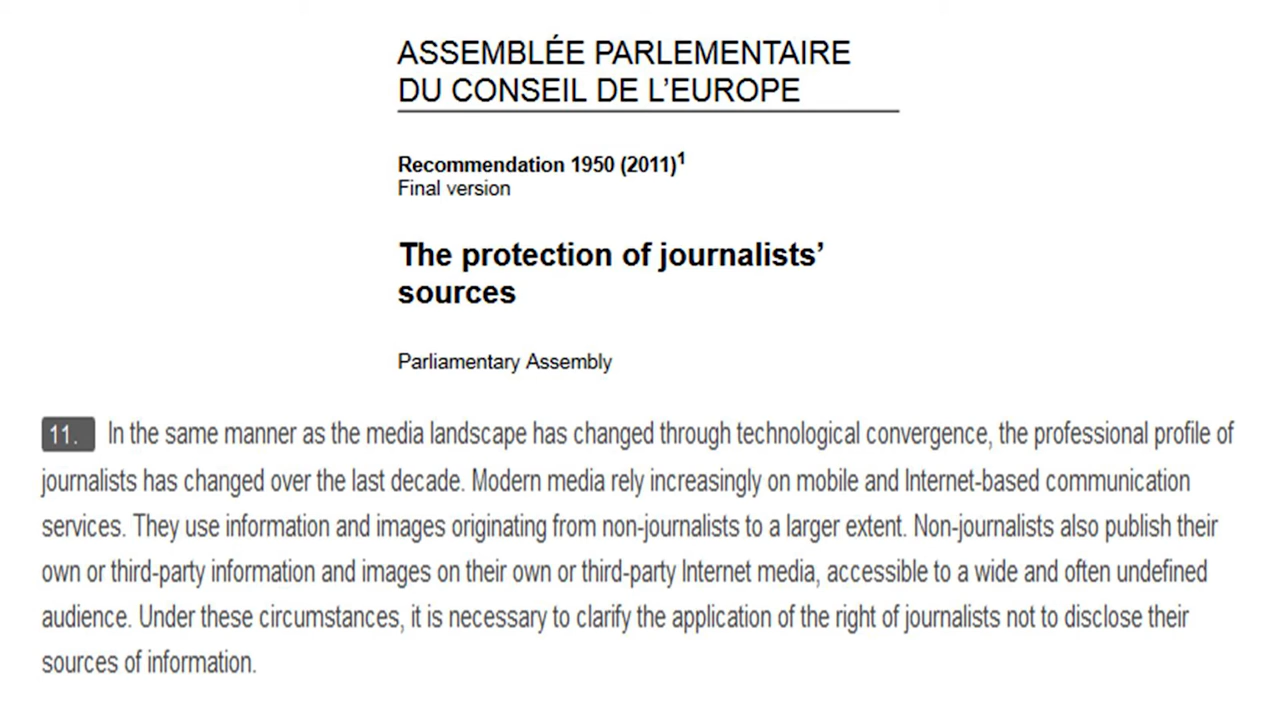 ASSEMBLÉE PARLEMENTAIRE
DU CONSEIL DE L’EUROPE
Recommendation 1950 (2011)¹
Final version
The protection of journalists’
sources
Parliamentary Assembly
11. In the same manner as the media landscape has changed through technological convergence, the professional profile of
journalists has changed over the last decade. Modern media rely increasingly on mobile and Internet-based communication
services. They use information and images originating from non-journalists to a larger extent. Non-journalists also publish their
own or third-party information and images on their own or third-party Internet media, accessible to a wide and often undefined
audience. Under these circumstances, it is necessary to clarify the application of the right of journalists not to disclose their
sources of information.